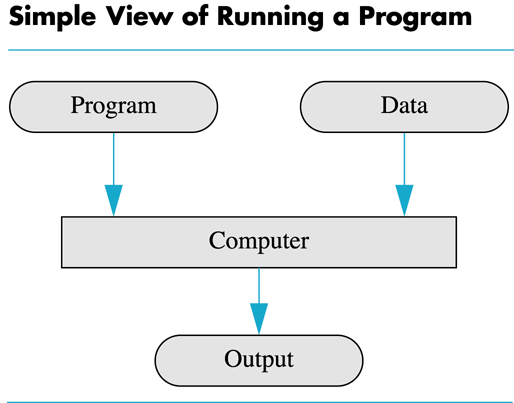 Simple View of Running a Program
Program
Data
Computer
Output